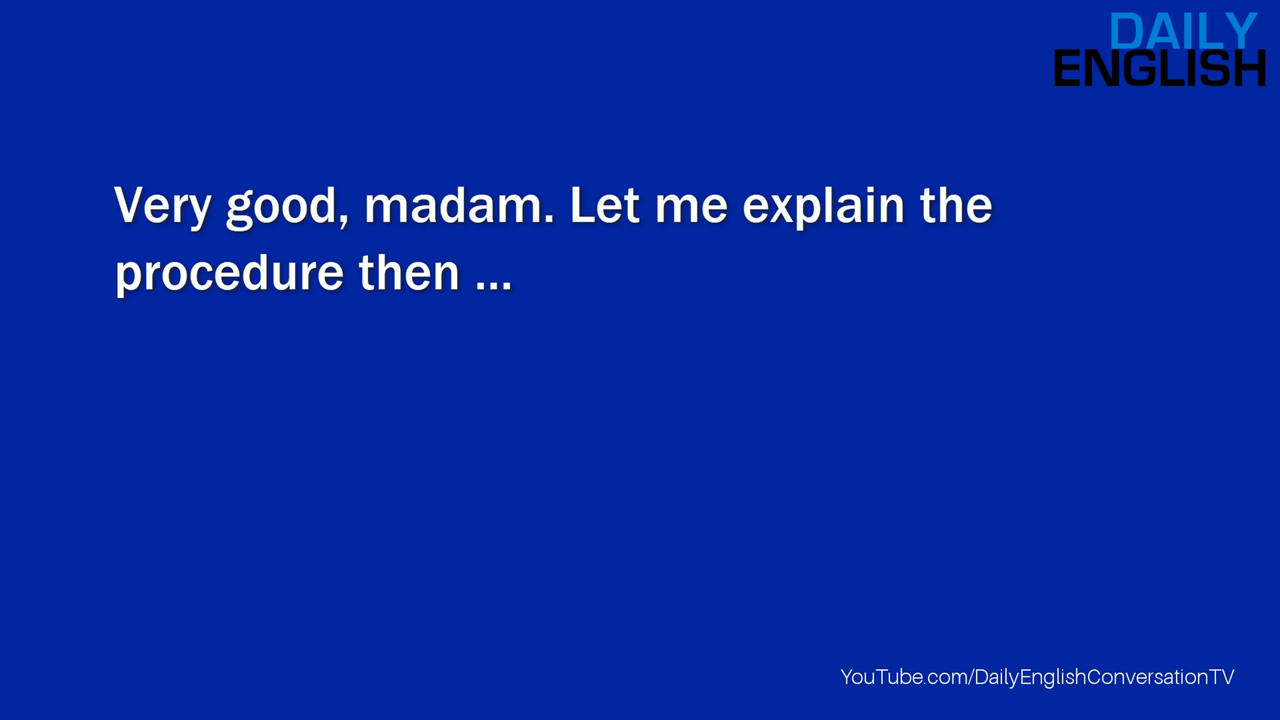 DAILY
ENGLISH
Very good, madam. Let me explain the
procedure then ...
YouTube.com/DailyEnglishConversationTV